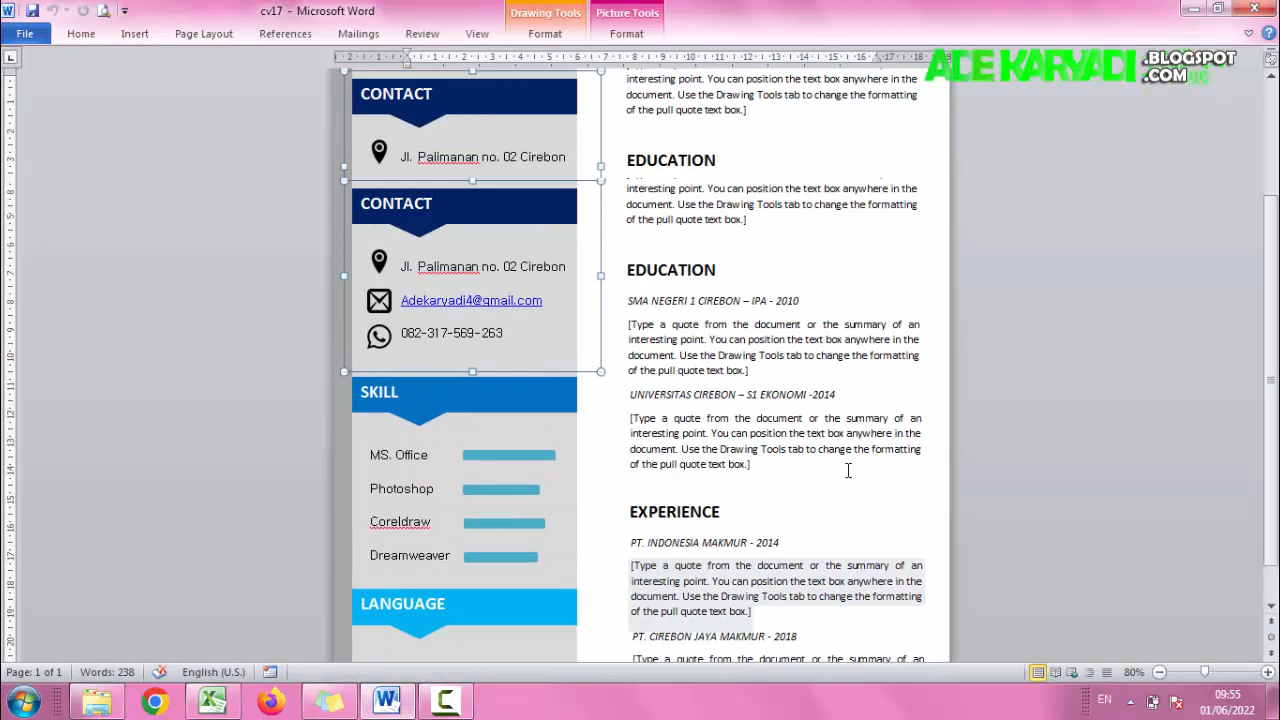 cv17 - Microsoft Word
Drawing Tools
Picture Tools
File
Home
Insert
Page Layout
References
Mailings
Review
View
Format
Format
ADE KARYADI .BLOGSPOT
.COM
CONTACT
Jl. Palimanan no. 02 Cirebon
CONTACT
Jl. Palimanan no. 02 Cirebon
Adekaryadi4@gmail.com
082-317-569-263
SKILL
MS. Office
Photoshop
Coreldraw
Dreamweaver
LANGUAGE
interesting point. You can position the text box anywhere in the
document. Use the Drawing Tools tab to change the formatting
of the pull quote text box.]
EDUCATION
interesting point. You can position the text box anywhere in the
document. Use the Drawing Tools tab to change the formatting
of the pull quote text box.]
EDUCATION
SMA NEGERI 1 CIREBON – IPA - 2010
[Type a quote from the document or the summary of an
interesting point. You can position the text box anywhere in the
document. Use the Drawing Tools tab to change the formatting
of the pull quote text box.]
UNIVERSITAS CIREBON – S1 EKONOMI -2014
[Type a quote from the document or the summary of an
interesting point. You can position the text box anywhere in the
document. Use the Drawing Tools tab to change the formatting
of the pull quote text box.]
EXPERIENCE
PT. INDONESIA MAKMUR - 2014
[Type a quote from the document or the summary of an
interesting point. You can position the text box anywhere in the
document. Use the Drawing Tools tab to change the formatting
of the pull quote text box.]
PT. CIREBON JAYA MAKMUR - 2018
[Type a quote from the document or the summary of an
Page: 1 of 1
Words: 238
English (U.S.)
80%
EN
09:55
01/06/2022